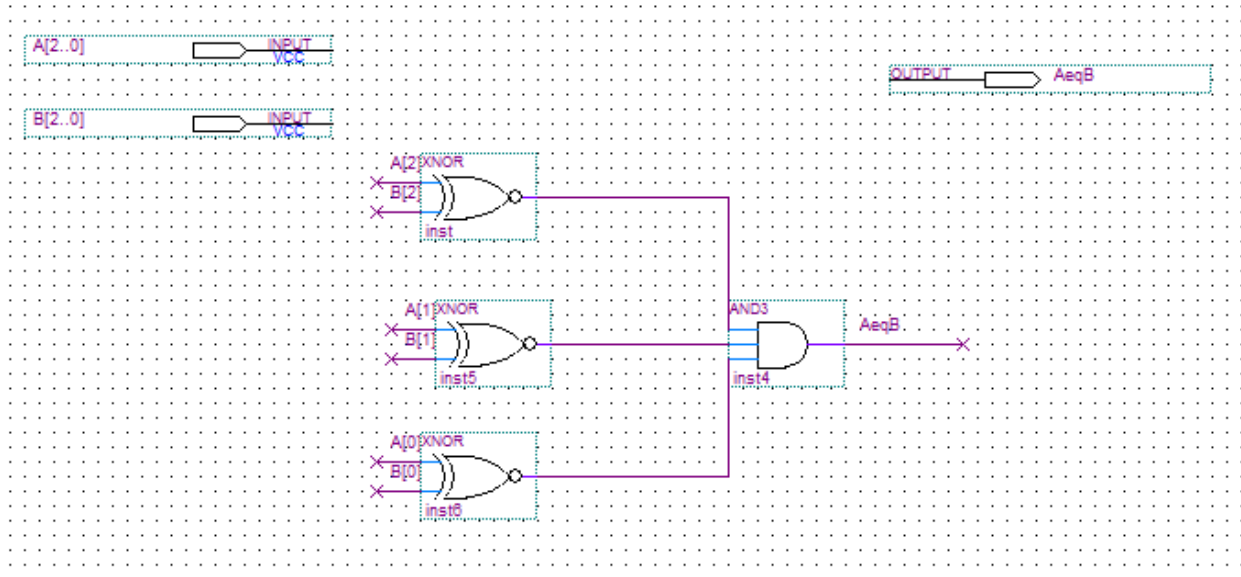 A[2..0] INPUT VCC
OUTPUT AeqB
B[2..0] INPUT VCC
A[2] XNOR
B[2]
inst
A[1] XNOR
B[1]
inst5
AND3
AeqB
inst4
A[0] XNOR
B[0]
inst6